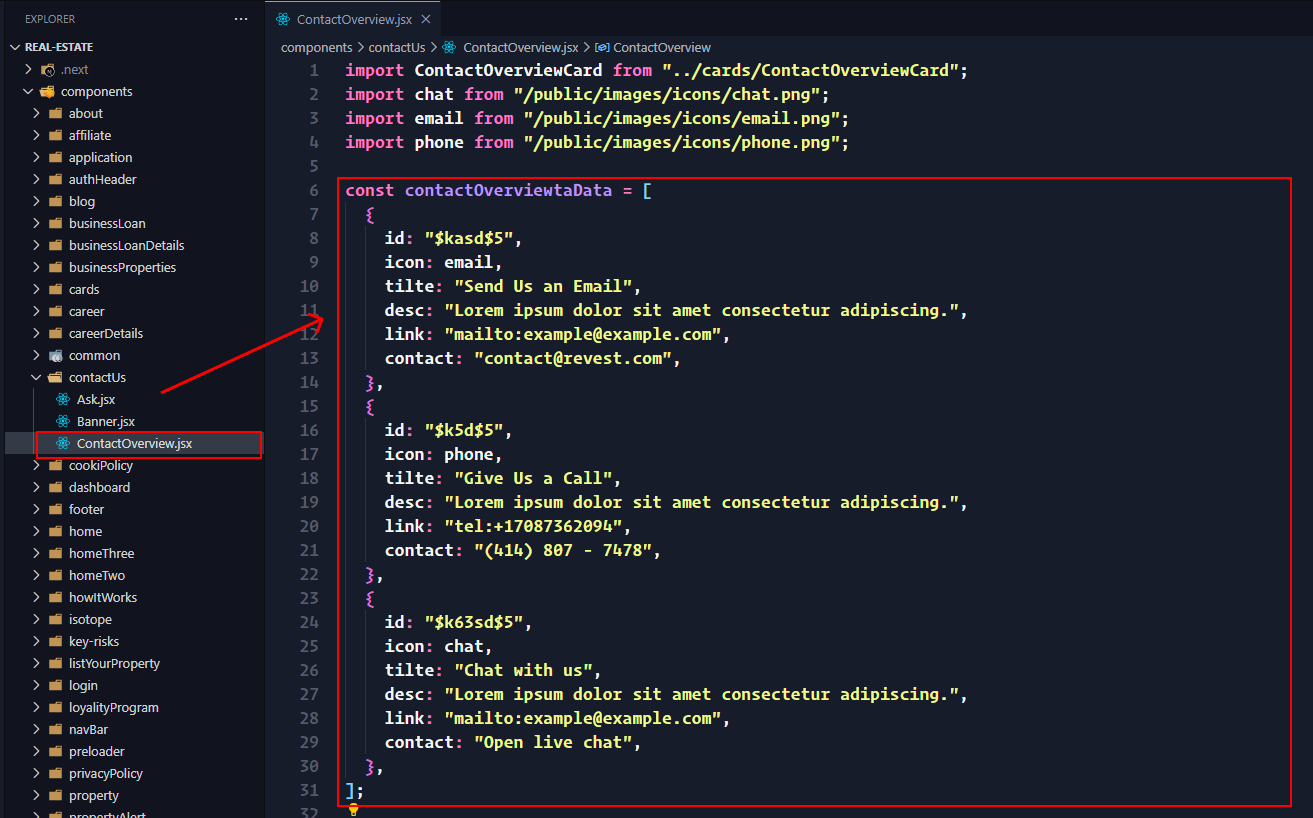 EXPLORER
REAL-ESTATE
.next
components
about
affiliate
application
authHeader
blog
businessLoan
businessLoanDetails
businessProperties
cards
career
careerDetails
common
contactUs
Ask.jsx
Banner.jsx
ContactOverview.jsx
cookiPolicy
dashboard
footer
home
homeThree
homeTwo
howItWorks
isotope
key-risks
listYourProperty
login
loyalityProgram
navBar
preloader
privacyPolicy
property
propertyAlert
ContactOverview.jsx
components > contactUs > ContactOverview.jsx > ContactOverview
1 import ContactOverviewCard from "../cards/ContactOverviewCard";
2 import chat from "/public/images/icons/chat.png";
3 import email from "/public/images/icons/email.png";
4 import phone from "/public/images/icons/phone.png";
5
6 const contactOverviewtaData = [
7 {
8 id: "$kasd$5",
9 icon: email,
10 tilte: "Send Us an Email",
11 desc: "Lorem ipsum dolor sit amet consectetur adipiscing.",
12 link: "mailto:example@example.com",
13 contact: "contact@revest.com",
14 },
15 {
16 id: "$k5d$5",
17 icon: phone,
18 tilte: "Give Us a Call",
19 desc: "Lorem ipsum dolor sit amet consectetur adipiscing.",
20 link: "tel:+17087362094",
21 contact: "(414) 807 - 7478",
22 },
23 {
24 id: "$k63sd$5",
25 icon: chat,
26 tilte: "Chat with us",
27 desc: "Lorem ipsum dolor sit amet consectetur adipiscing.",
28 link: "mailto:example@example.com",
29 contact: "Open live chat",
30 },
31 ];
32